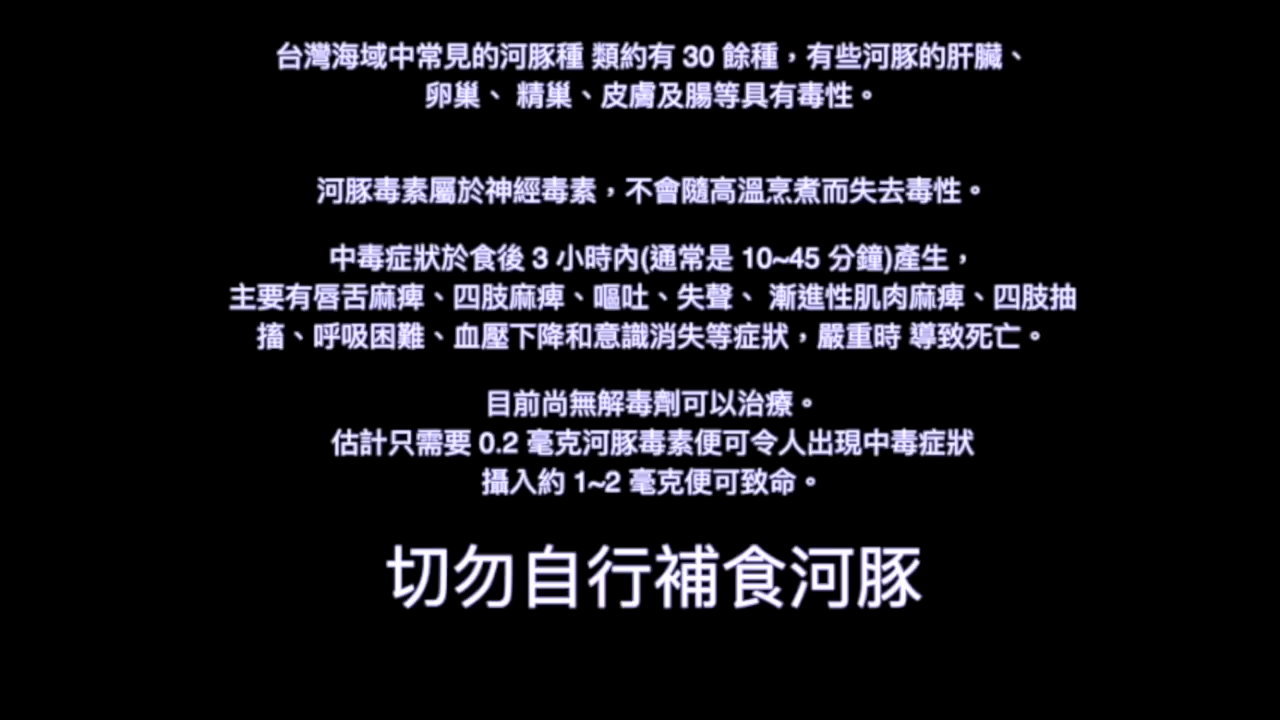 台灣海域中常見的河豚種 類約有 30 餘種，有些河豚的肝臟、
卵巢、 精巢、皮膚及腸等具有毒性。
河豚毒素屬於神經毒素，不會隨高溫烹煮而失去毒性。
中毒症狀於食後 3 小時內(通常是 10~45 分鐘)產生，
主要有唇舌麻痺、四肢麻痺、嘔吐、失聲、 漸進性肌肉麻痺、四肢抽
搐、呼吸困難、血壓下降和意識消失等症狀，嚴重時 導致死亡。
目前尚無解毒劑可以治療。
估計只需要 0.2 毫克河豚毒素便可令人出現中毒症狀
攝入約 1~2 毫克便可致命。
切勿自行補食河豚